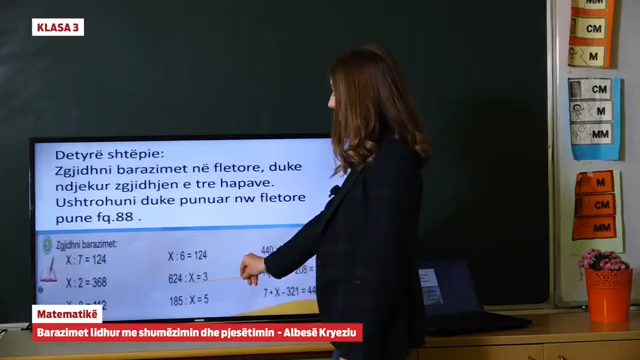 KLASA 3
CM
M
CM
M
MM
M
CM
MM
Detyrë shtëpie:
Zgjidhni barazimet në fletore, duke
ndjekur zgjidhjen e tre hapave.
Ushtrohuni duke punuar nw fletore
pune fq.88 .
Zgjidhni barazimet:
X : 7 = 124
X : 6 = 124
X : 2 = 368
624 : X = 3
185 : X = 5
7 • X - 321 =
Matematikë
Barazimet lidhur me shumëzimin dhe pjesëtimin - Albesë Kryeziu